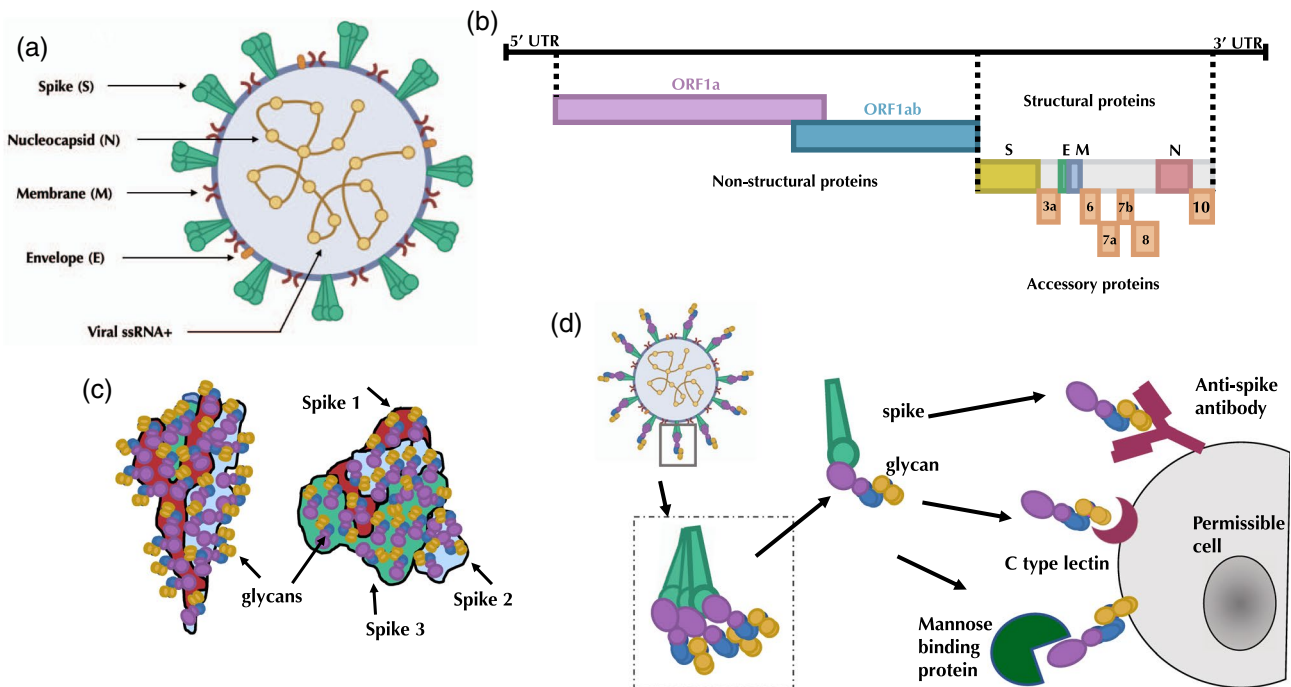 (a)
Spike (S)
Nucleocapsid (N)
Membrane (M)
Envelope (E)
Viral ssRNA+
(b)
5′ UTR
3′ UTR
ORF1a
ORF1ab
Non-structural proteins
Structural proteins
S
E
M
N
3a
6
7a
7b
8
10
Accessory proteins
(c)
Spike 1
glycans
Spike 2
Spike 3
(d)
spike
glycan
Anti-spike
antibody
C type lectin
Permissible
cell
Mannose
binding
protein